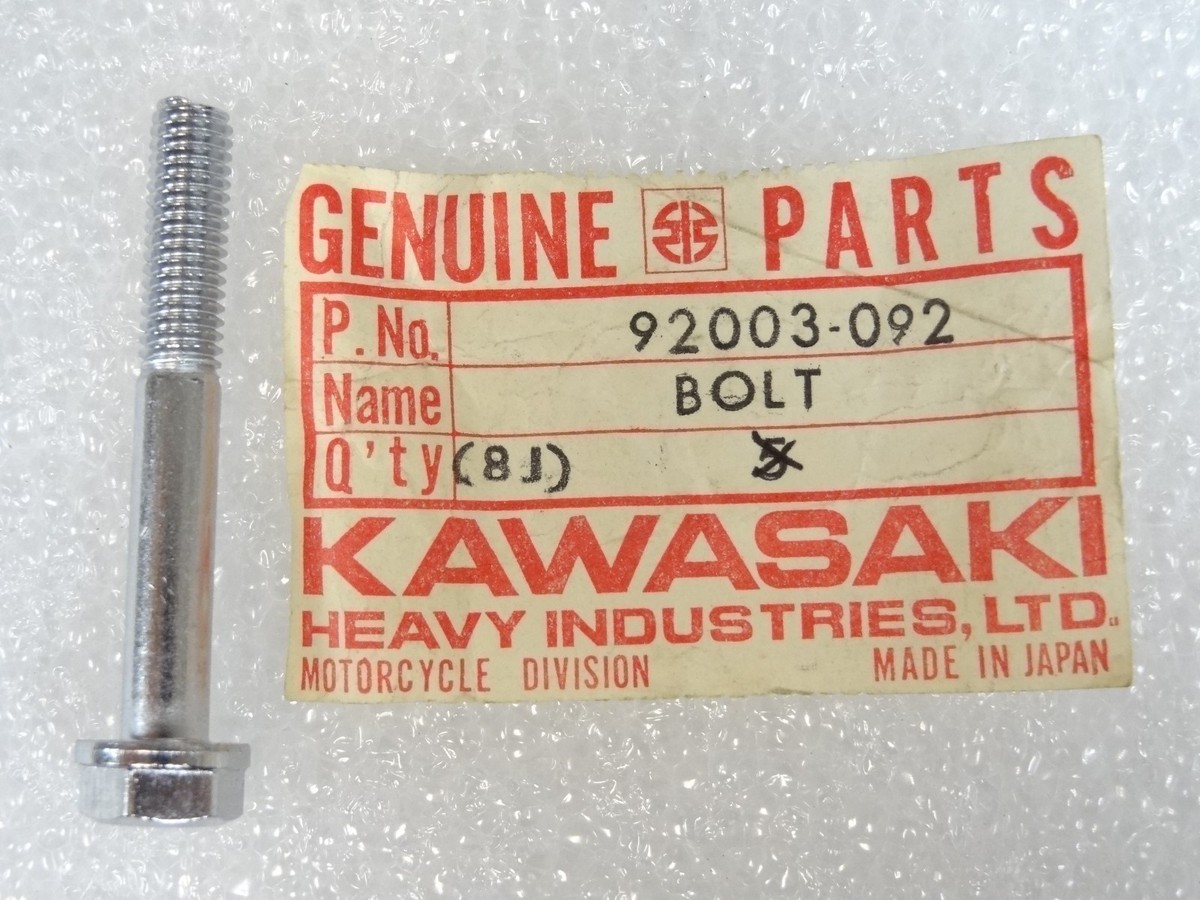 GENUINE PARTS
P. No. 92003-092
Name BOLT
Q'ty (8J) 5
KAWASAKI
HEAVY INDUSTRIES, LTD.
MOTORCYCLE DIVISION MADE IN JAPAN